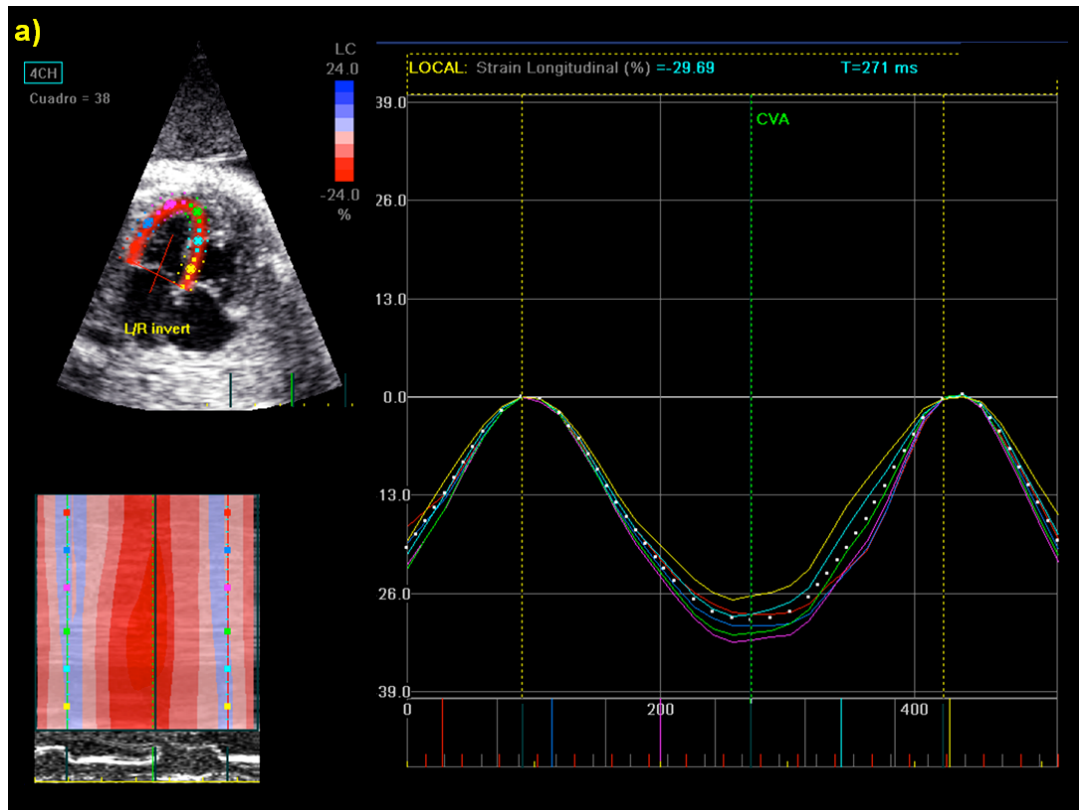 a)
4CH
Cuadro = 38
LC
24.0
-24.0
%
L/R invert
LOCAL: Strain Longitudinal (%) =-29.69 T=271 ms
CVA
39.0
26.0
13.0
0.0
13.0
26.0
39.0
0 200 400